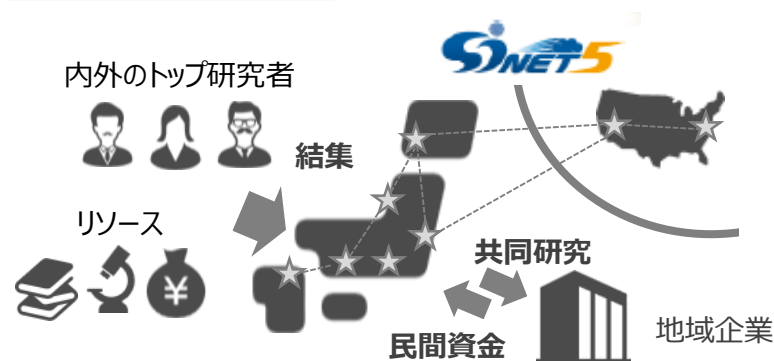 SINET5
内外のトップ研究者
結集
リソース
¥
共同研究
民間資金
地域企業